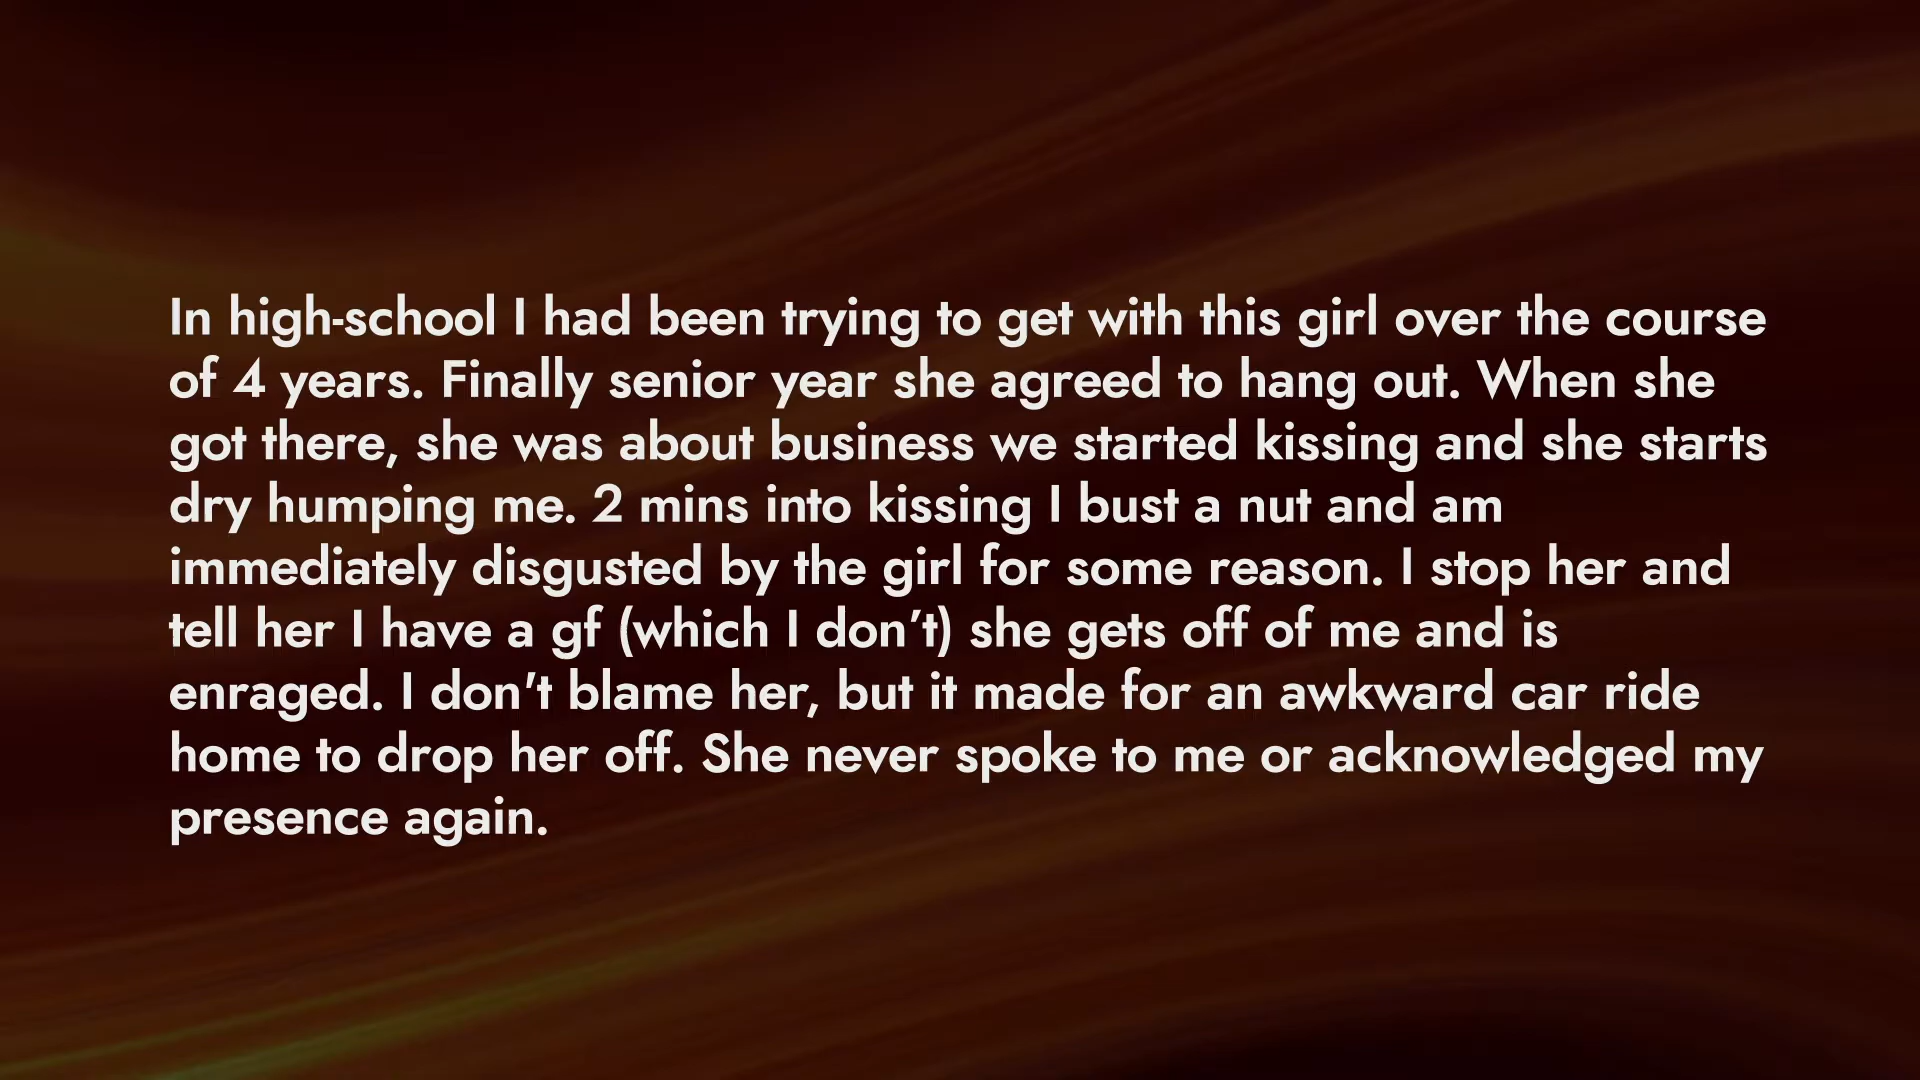 In high-school I had been trying to get with this girl over the course
of 4 years. Finally senior year she agreed to hang out. When she
got there, she was about business we started kissing and she starts
dry humping me. 2 mins into kissing I bust a nut and am
immediately disgusted by the girl for some reason. I stop her and
tell her I have a gf (which I don’t) she gets off of me and is
enraged. I don't blame her, but it made for an awkward car ride
home to drop her off. She never spoke to me or acknowledged my
presence again.